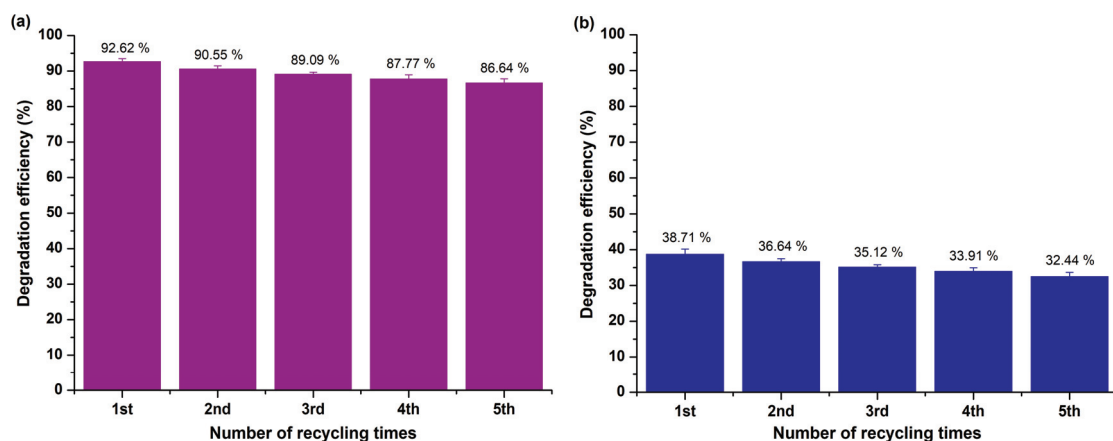 (a)
100
90
80
70
60
50
40
30
20
10
0
Degradation efficiency (%)
92.62 %
90.55 %
89.09 %
87.77 %
86.64 %
1st
2nd
3rd
4th
5th
Number of recycling times
(b)
100
90
80
70
60
50
40
30
20
10
0
Degradation efficiency (%)
38.71 %
36.64 %
35.12 %
33.91 %
32.44 %
1st
2nd
3rd
4th
5th
Number of recycling times